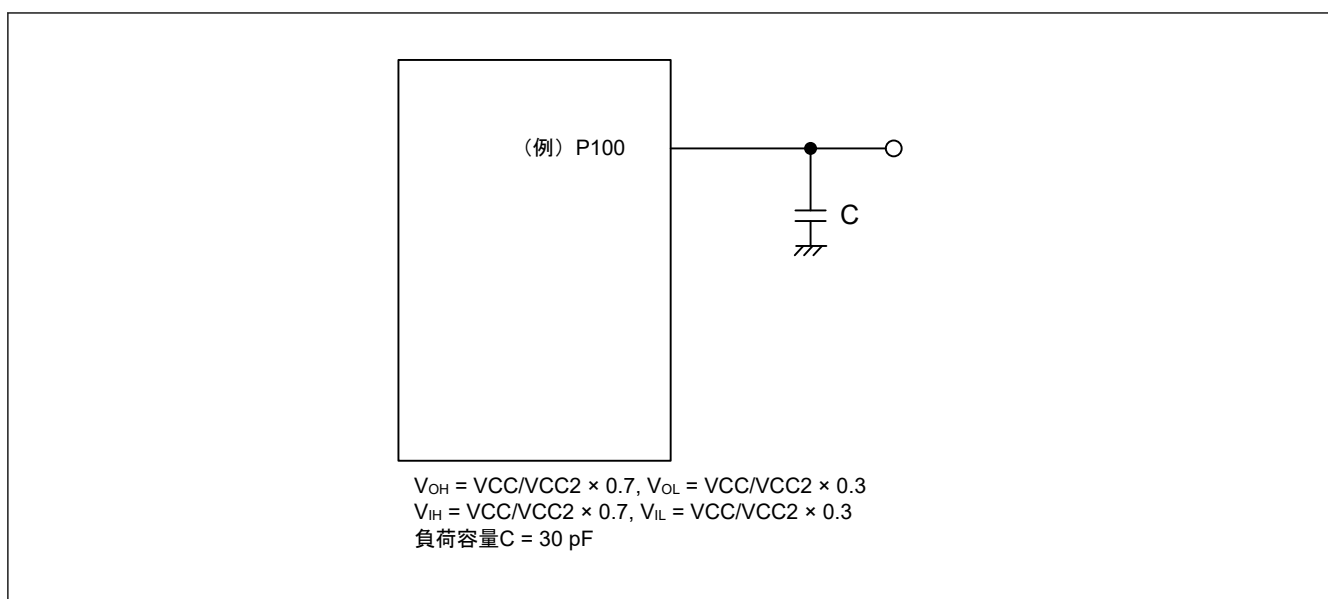 （例）P100
C
VOH = VCC/VCC2 × 0.7, VOL = VCC/VCC2 × 0.3
VIH = VCC/VCC2 × 0.7, VIL = VCC/VCC2 × 0.3
負荷容量C = 30 pF